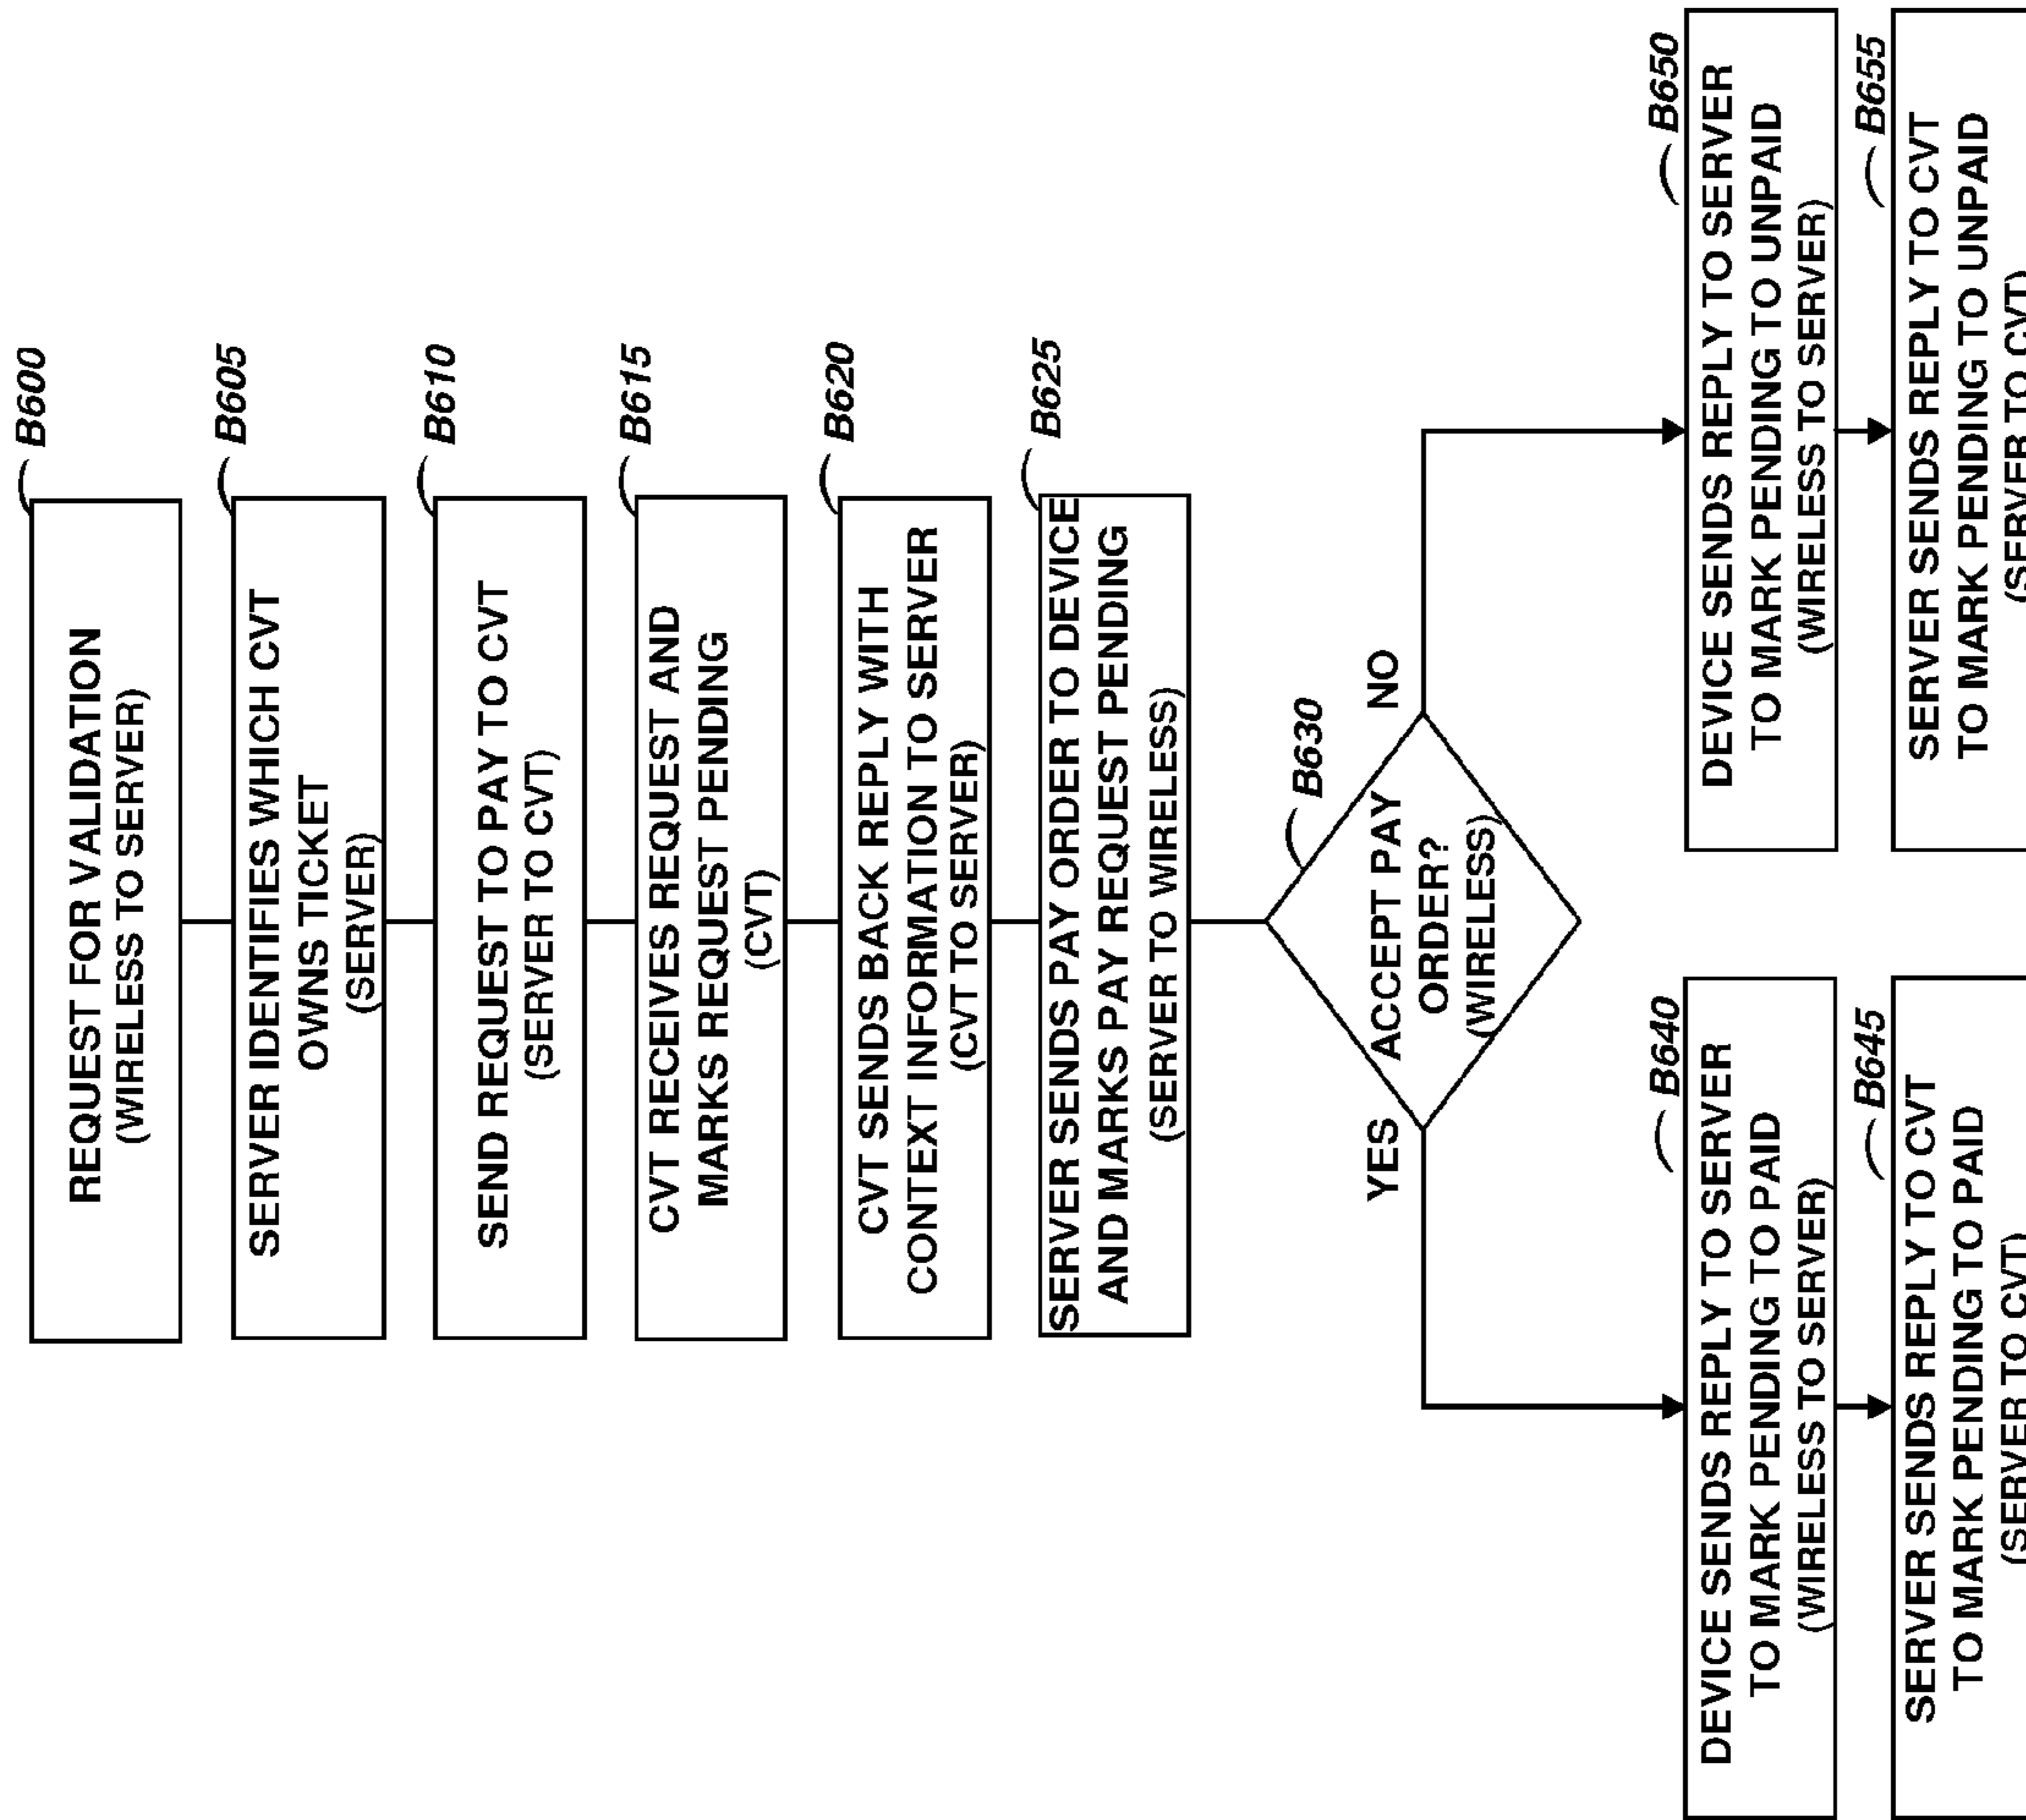 B600
REQUEST FOR VALIDATION
(WIRELESS TO SERVER)
B605
SERVER IDENTIFIES WHICH CVT
OWNS TICKET
(SERVER)
B610
SEND REQUEST TO PAY TO CVT
(SERVER TO CVT)
B615
CVT RECEIVES REQUEST AND
MARKS REQUEST PENDING
(CVT)
B620
CVT SENDS BACK REPLY WITH
CONTEXT INFORMATION TO SERVER
(CVT TO SERVER)
B625
SERVER SENDS PAY ORDER TO DEVICE
AND MARKS PAY REQUEST PENDING
(SERVER TO WIRELESS)
B630
YES
ACCEPT PAY
ORDER?
(WIRELESS)
NO
B640
DEVICE SENDS REPLY TO SERVER
TO MARK PENDING TO PAID
(WIRELESS TO SERVER)
B645
SERVER SENDS REPLY TO CVT
TO MARK PENDING TO PAID
(SERVER TO CVT)
B650
DEVICE SENDS REPLY TO SERVER
TO MARK PENDING TO UNPAID
(WIRELESS TO SERVER)
B655
SERVER SENDS REPLY TO CVT
TO MARK PENDING TO UNPAID
(SERVER TO CVT)